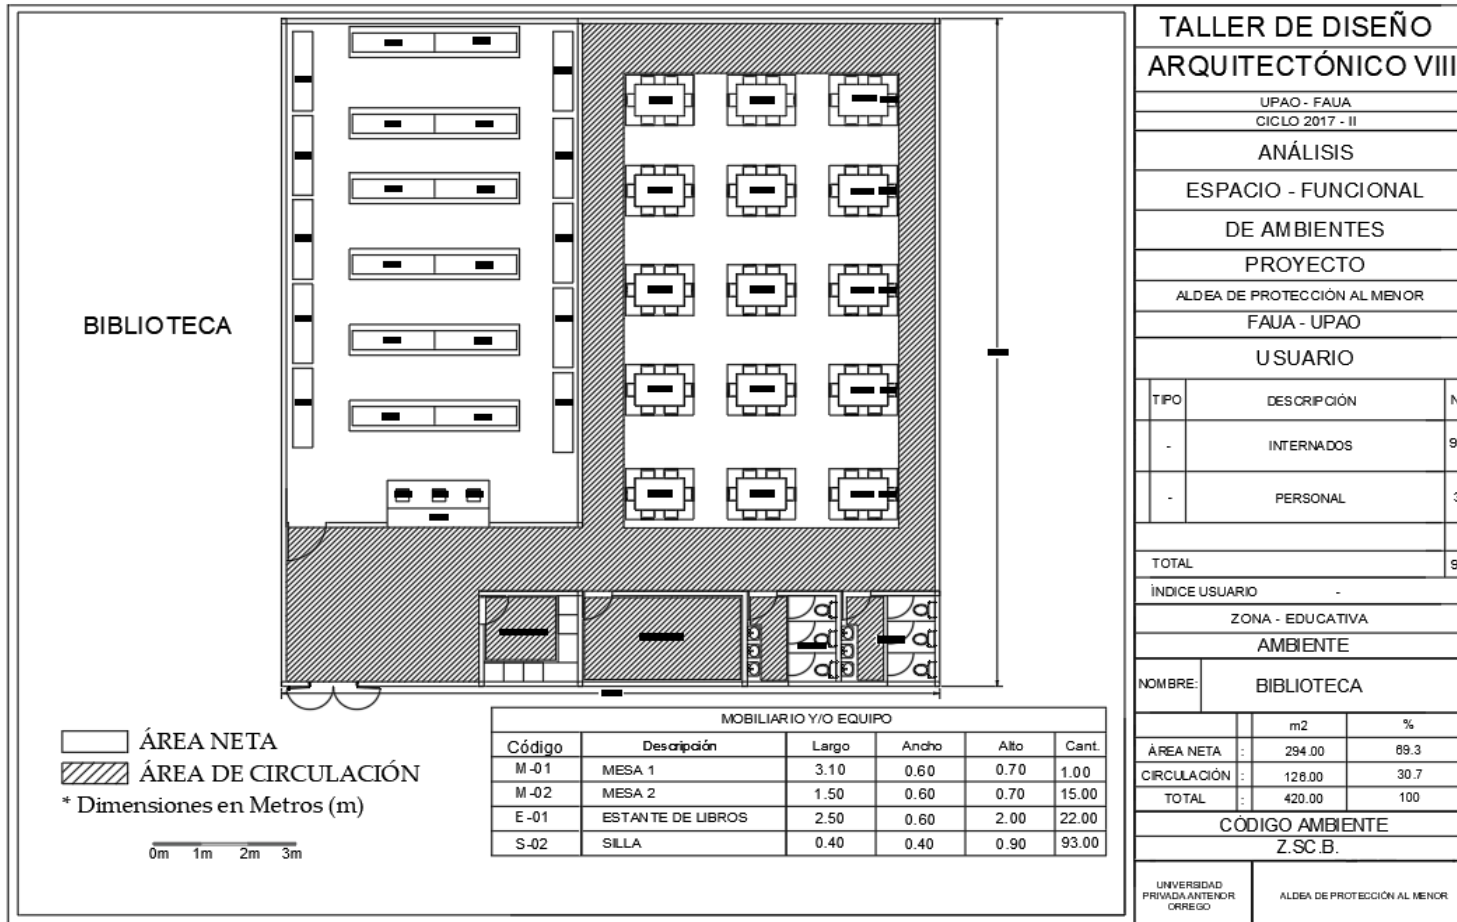 BIBLIOTECA
ÁREA NETA
ÁREA DE CIRCULACIÓN
* Dimensiones en Metros (m)
0m 1m 2m 3m
MOBILIARIO Y/O EQUIPO
Código Descripción Largo Ancho Alto Cant.
M-01 MESA 1 3.10 0.60 0.70 1.00
M-02 MESA 2 1.50 0.60 0.70 15.00
E-01 ESTANTE DE LIBROS 2.50 0.60 2.00 22.00
S-02 SILLA 0.40 0.40 0.90 93.00
TALLER DE DISEÑO
ARQUITECTÓNICO VIII
UPAO - FAUA
CICLO 2017 - II
ANÁLISIS
ESPACIO - FUNCIONAL
DE AMBIENTES
PROYECTO
ALDEA DE PROTECCIÓN AL MENOR
FAUA - UPAO
USUARIO
TIPO DESCRIPCIÓN
- INTERNADOS
- PERSONAL
TOTAL
ÍNDICE USUARIO -
ZONA - EDUCATIVA
AMBIENTE
NOMBRE: BIBLIOTECA
m2 %
ÁREA NETA : 294.00 69.3
CIRCULACIÓN : 126.00 30.7
TOTAL : 420.00 100
CÓDIGO AMBIENTE
Z.SC.B.
UNIVERSIDAD
PRIVADA ANTENOR
ORREGO
ALDEA DE PROTECCIÓN AL MENOR